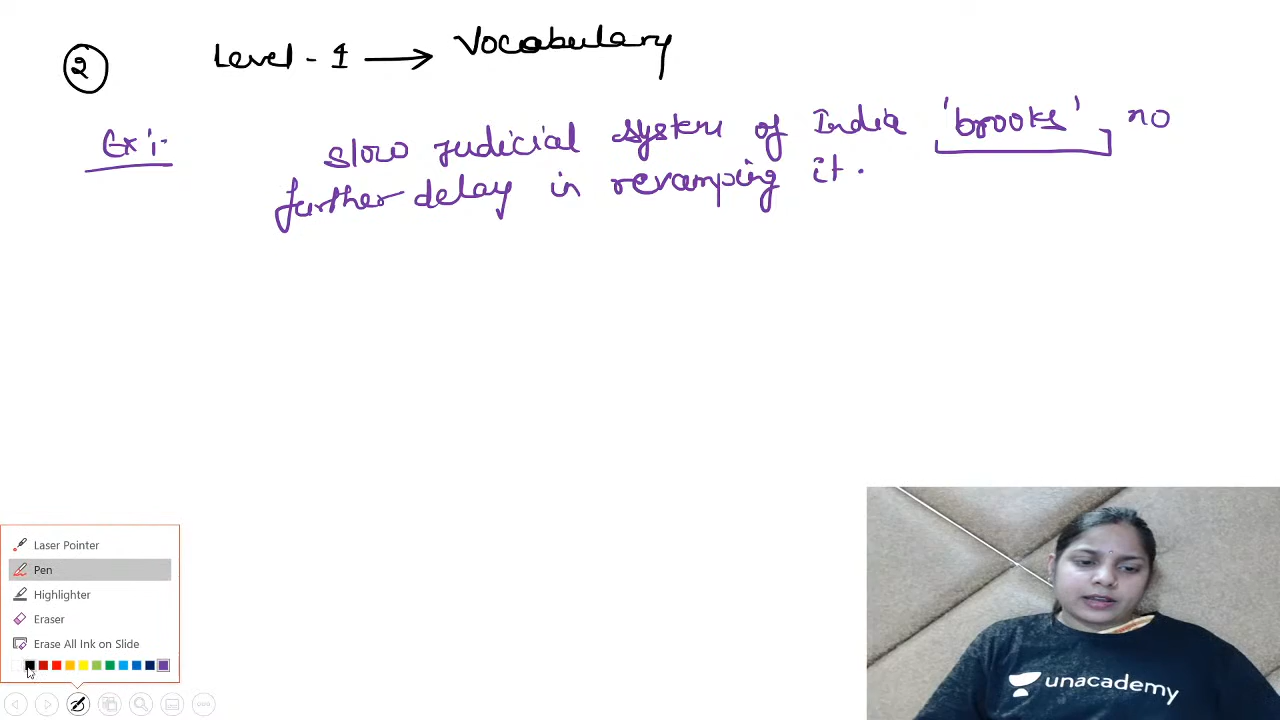 2 Level - 1 → Vocabulary
Ex 1:- slow judicial system of India 'brooks' no
further delay in revamping it.
Laser Pointer
Pen
Highlighter
Eraser
Erase All Ink on Slide
unacademy